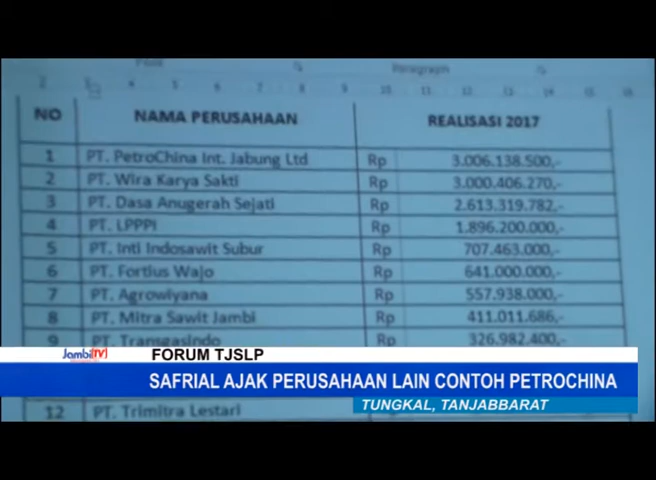 Paragraph
NO NAMA PERUSAHAAN REALISASI 2017
1 PT. PetroChina Int. Jabung Ltd Rp 3.006.138.500,-
2 PT. Wira Karya Sakti Rp 3.000.406.270,-
3 PT. Dasa Anugerah Sejati Rp 2.613.319.782,-
4 PT. LPPPI Rp 1.896.200.000,-
5 PT. Inti Indosawit Subur Rp 707.463.000,-
6 PT. Fortius Wajo Rp 641.000.000,-
7 PT. Agrowiyana Rp 557.938.000,-
8 PT. Mitra Sawit Jambi Rp 411.011.686,-
9 PT. Transgasindo Rp 326.982.400,-
Jambi TV FORUM TJSLP
SAFRIAL AJAK PERUSAHAAN LAIN CONTOH PETROCHINA
TUNGKAL, TANJABBARAT
12 PT. Trimitra Lestari